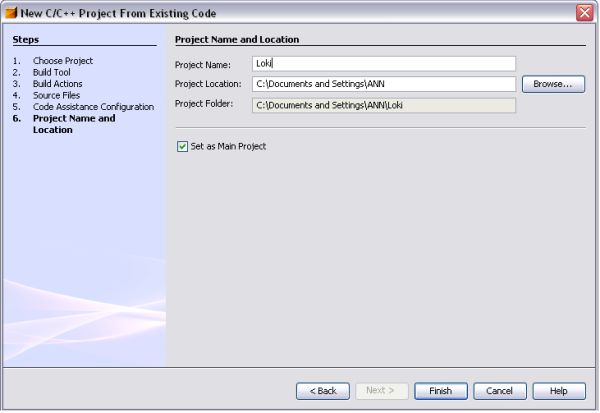 New C/C++ Project From Existing Code
Steps
1. Choose Project
2. Build Tool
3. Build Actions
4. Source Files
5. Code Assistance Configuration
6. Project Name and
Location
Project Name and Location
Project Name: Loki
Project Location: C:\Documents and Settings\ANN Browse...
Project Folder: C:\Documents and Settings\ANN\Loki
Set as Main Project
< Back Next > Finish Cancel Help